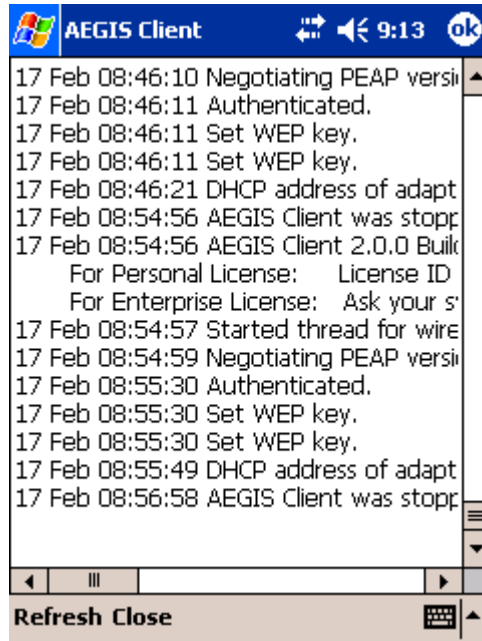 AEGIS Client 9:13 ok
17 Feb 08:46:10 Negotiating PEAP versi
17 Feb 08:46:11 Authenticated.
17 Feb 08:46:11 Set WEP key.
17 Feb 08:46:11 Set WEP key.
17 Feb 08:46:21 DHCP address of adapt
17 Feb 08:54:56 AEGIS Client was stopp
17 Feb 08:54:56 AEGIS Client 2.0.0 Build
For Personal License: License ID
For Enterprise License: Ask your s
17 Feb 08:54:57 Started thread for wire
17 Feb 08:54:59 Negotiating PEAP versi
17 Feb 08:55:30 Authenticated.
17 Feb 08:55:30 Set WEP key.
17 Feb 08:55:30 Set WEP key.
17 Feb 08:55:49 DHCP address of adapt
17 Feb 08:56:58 AEGIS Client was stopp
Refresh Close